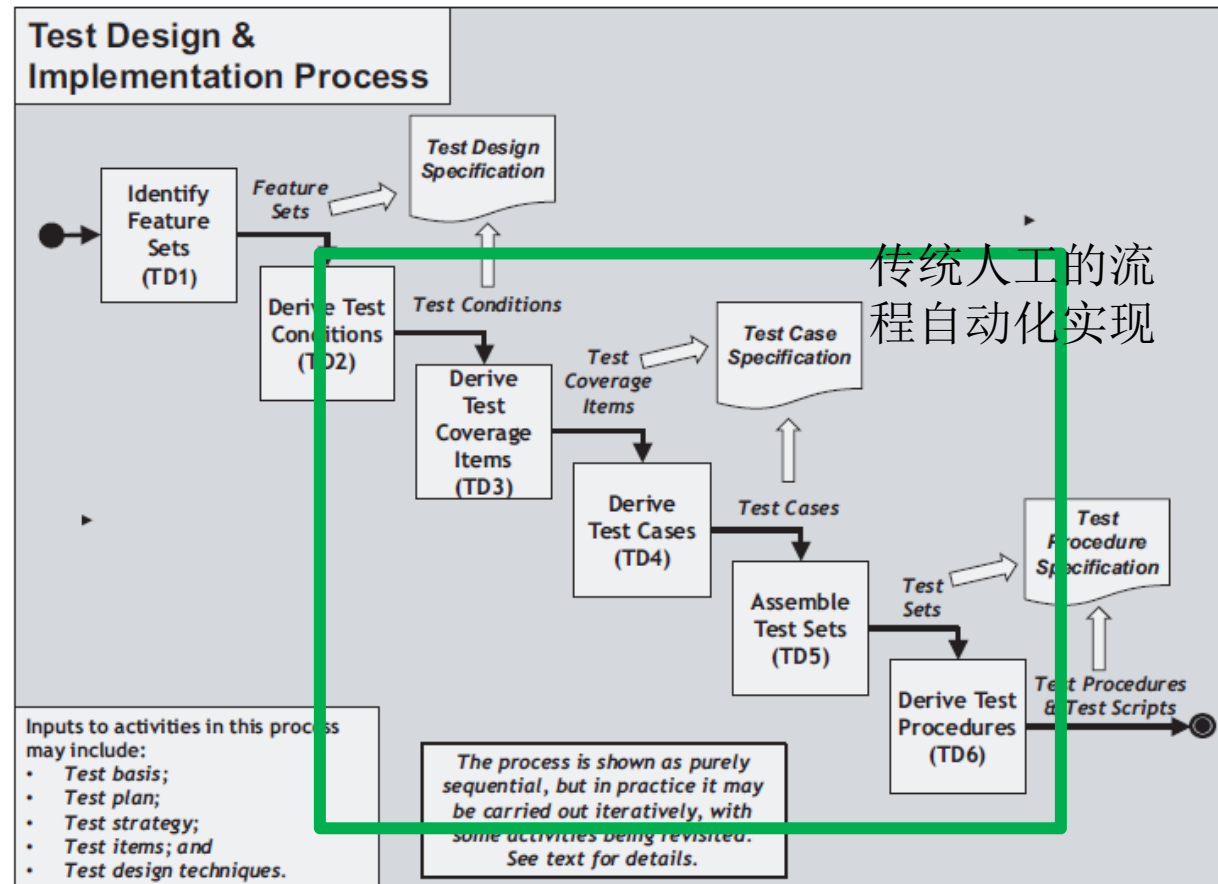 Test Design &
Implementation Process
Test Design
Specification
Identify
Feature
Sets
(TD1)
Feature
Sets
传统人工的流
程自动化实现
Derive Test
Conditions
(TD2)
Test Conditions
Test Case
Specification
Test
Coverage
Items
Derive
Test
Coverage
Items
(TD3)
Derive
Test Cases
(TD4)
Test Cases
Test
Procedure
Specification
Assemble
Test Sets
(TD5)
Test
Sets
Derive Test
Procedures
(TD6)
Test Procedures
& Test Scripts
Inputs to activities in this process
may include:
• Test basis;
• Test plan;
• Test strategy;
• Test items; and
• Test design techniques.
The process is shown as purely
sequential, but in practice it may
be carried out iteratively, with
some activities being revisited.
See text for details.